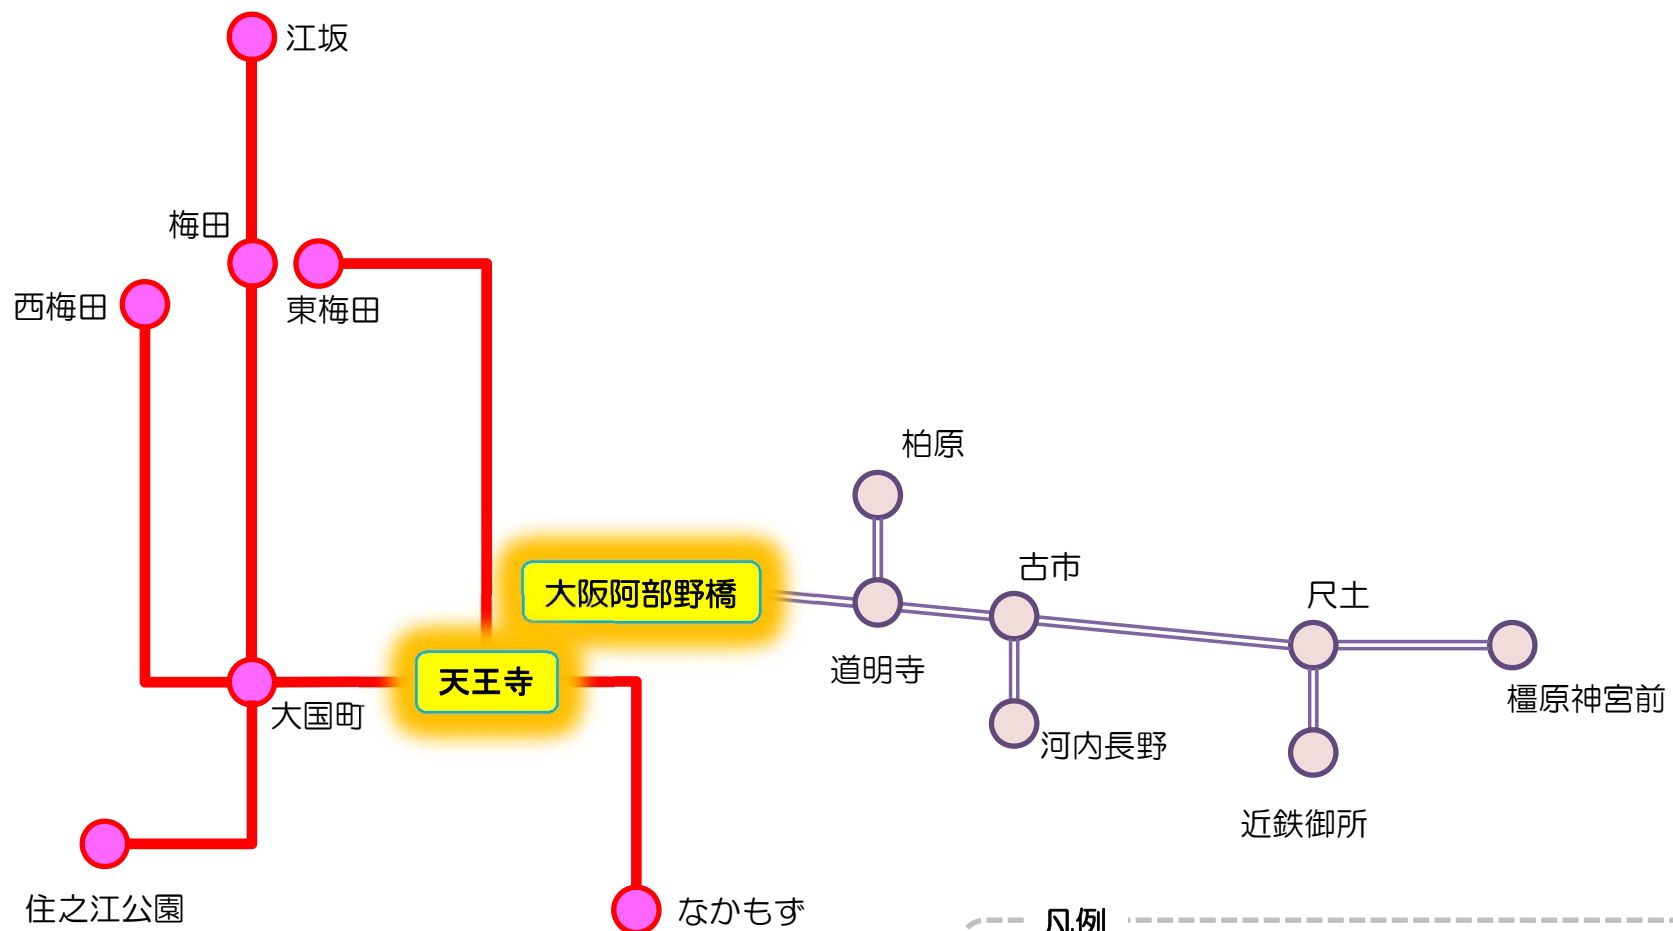 江坂
梅田
東梅田
西梅田
柏原
古市
大阪阿部野橋
尺土
道明寺
天王寺
橿原神宮前
大国町
河内長野
近鉄御所
住之江公園
なかもず
凡例